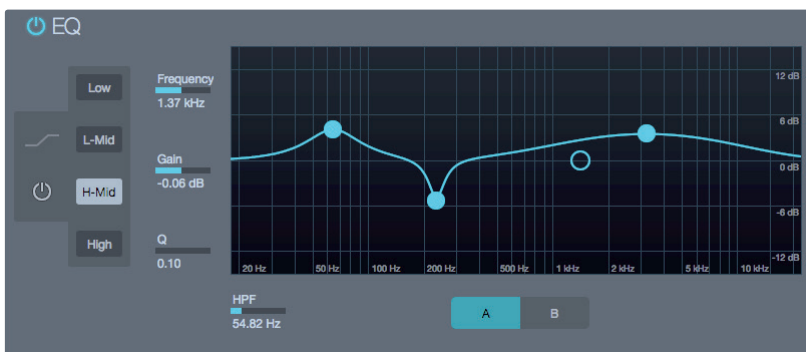 EQ
Low
L-Mid
H-Mid
High
Frequency
1.37 kHz
Gain
-0.06 dB
Q
0.10
12 dB
6 dB
0 dB
-6 dB
-12 dB
20 Hz 50 Hz 100 Hz 200 Hz 500 Hz 1 kHz 2 kHz 5 kHz 10 kHz
HPF
54.82 Hz
A B